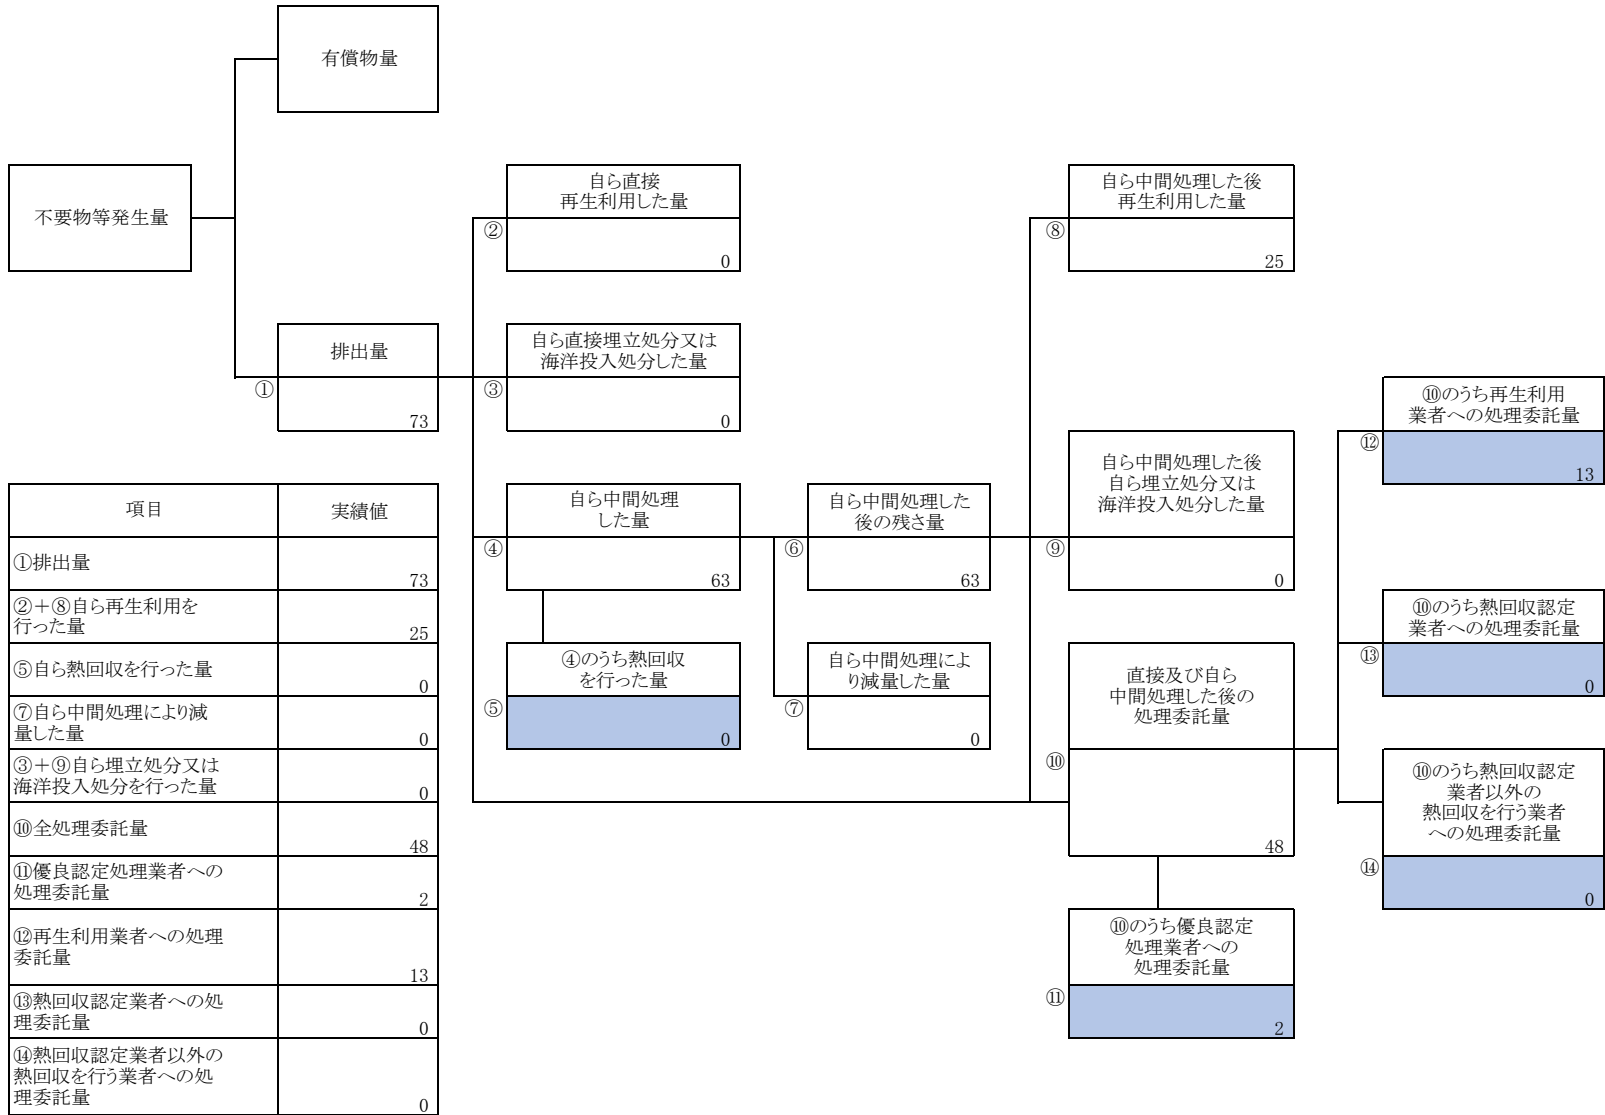 有償物量
不要物等発生量
自ら直接
再生利用した量
②
0
自ら中間処理した後
再生利用した量
⑧
25
排出量
①
73
自ら直接埋立処分又は
海洋投入処分した量
③
0
⑩のうち再生利用
業者への処理委託量
⑫
13
自ら中間処理した後
自ら埋立処分又は
海洋投入処分した量
⑨
0
自ら中間処理
した量
④
63
自ら中間処理した
後の残さ量
⑥
63
⑩のうち熱回収認定
業者への処理委託量
⑬
0
④のうち熱回収
を行った量
⑤
0
自ら中間処理によ
り減量した量
⑦
0
直接及び自ら
中間処理した後の
処理委託量
⑩
48
⑩のうち熱回収認定
業者以外の
熱回収を行う業者
への処理委託量
⑭
0
⑩のうち優良認定
処理業者への
処理委託量
⑪
2
項目 実績値
①排出量
73
②+⑧自ら再生利用を
行った量
25
⑤自ら熱回収を行った量
0
⑦自ら中間処理により減
量した量
0
③+⑨自ら埋立処分又は
海洋投入処分を行った量
0
⑩全処理委託量
48
⑪優良認定処理業者への
処理委託量
2
⑫再生利用業者への処理
委託量
13
⑬熱回収認定業者への処
理委託量
0
⑭熱回収認定業者以外の
熱回収を行う業者への処
理委託量
0